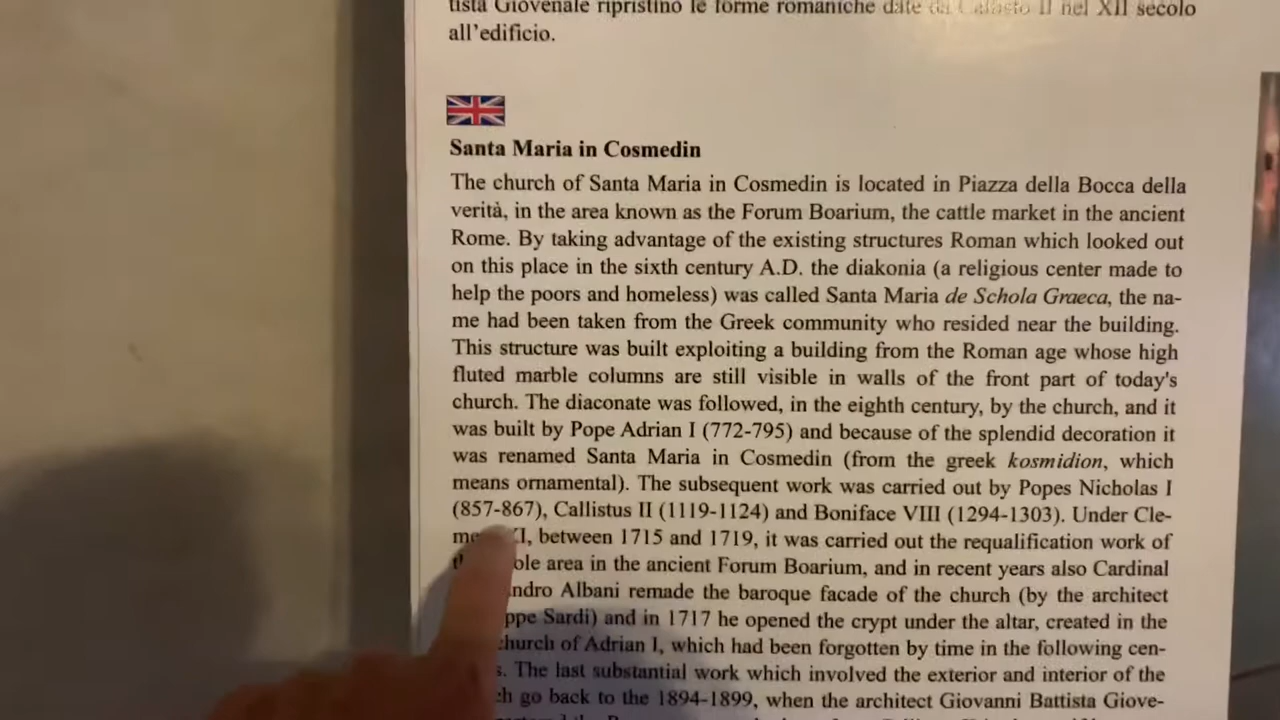 tista Giovenale ripristino le forme romaniche date da Calisto II nel XII secolo
all'edificio.
Santa Maria in Cosmedin
The church of Santa Maria in Cosmedin is located in Piazza della Bocca della
verità, in the area known as the Forum Boarium, the cattle market in the ancient
Rome. By taking advantage of the existing structures Roman which looked out
on this place in the sixth century A.D. the diakonia (a religious center made to
help the poors and homeless) was called Santa Maria de Schola Graeca, the na-
me had been taken from the Greek community who resided near the building.
This structure was built exploiting a building from the Roman age whose high
fluted marble columns are still visible in walls of the front part of today's
church. The diaconate was followed, in the eighth century, by the church, and it
was built by Pope Adrian I (772-795) and because of the splendid decoration it
was renamed Santa Maria in Cosmedin (from the greek kosmidion, which
means ornamental). The subsequent work was carried out by Popes Nicholas I
(857-867), Callistus II (1119-1124) and Boniface VIII (1294-1303). Under Cle-
between 1715 and 1719, it was carried out the requalification work of
area in the ancient Forum Boarium, and in recent years also Cardinal
Albani remade the baroque facade of the church (by the architect
Sardi) and in 1717 he opened the crypt under the altar, created in the
church of Adrian I, which had been forgotten by time in the following cen-
The last substantial work which involved the exterior and interior of the
go back to the 1894-1899, when the architect Giovanni Battista Giove-